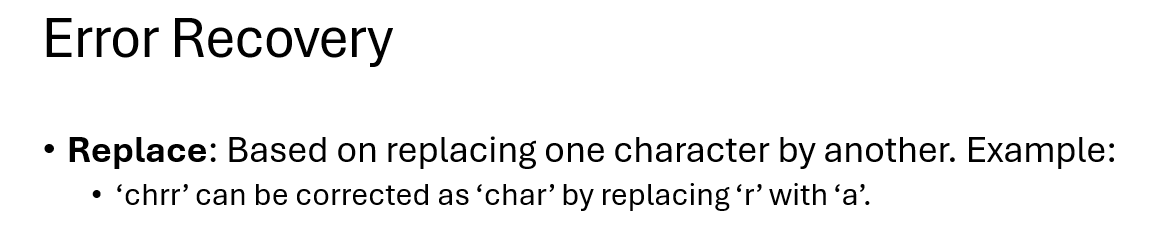 Error Recovery
• Replace: Based on replacing one character by another. Example:
• ‘chrr’ can be corrected as ‘char’ by replacing ‘r’ with ‘a’.